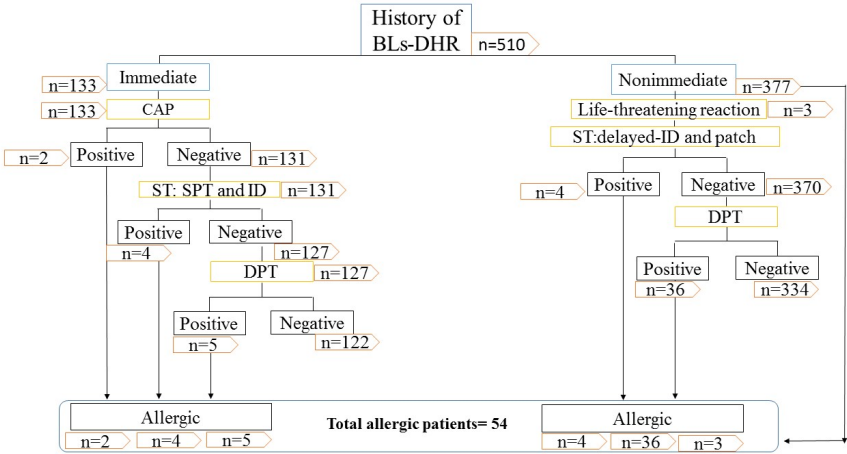 History of
BLs-DHR
n=510
Immediate
n=133
Nonimmediate
n=377
n=133
CAP
Life-threatening reaction
n=3
ST:delayed-ID and patch
n=2
Positive
Negative
n=131
n=4
Positive
Negative
n=370
ST: SPT and ID
n=131
DPT
Positive
Negative
n=4
n=127
DPT
n=127
Positive
Negative
n=36
n=334
Positive
Negative
n=5
n=122
Allergic
Total allergic patients= 54
Allergic
n=2
n=4
n=5
n=4
n=36
n=3